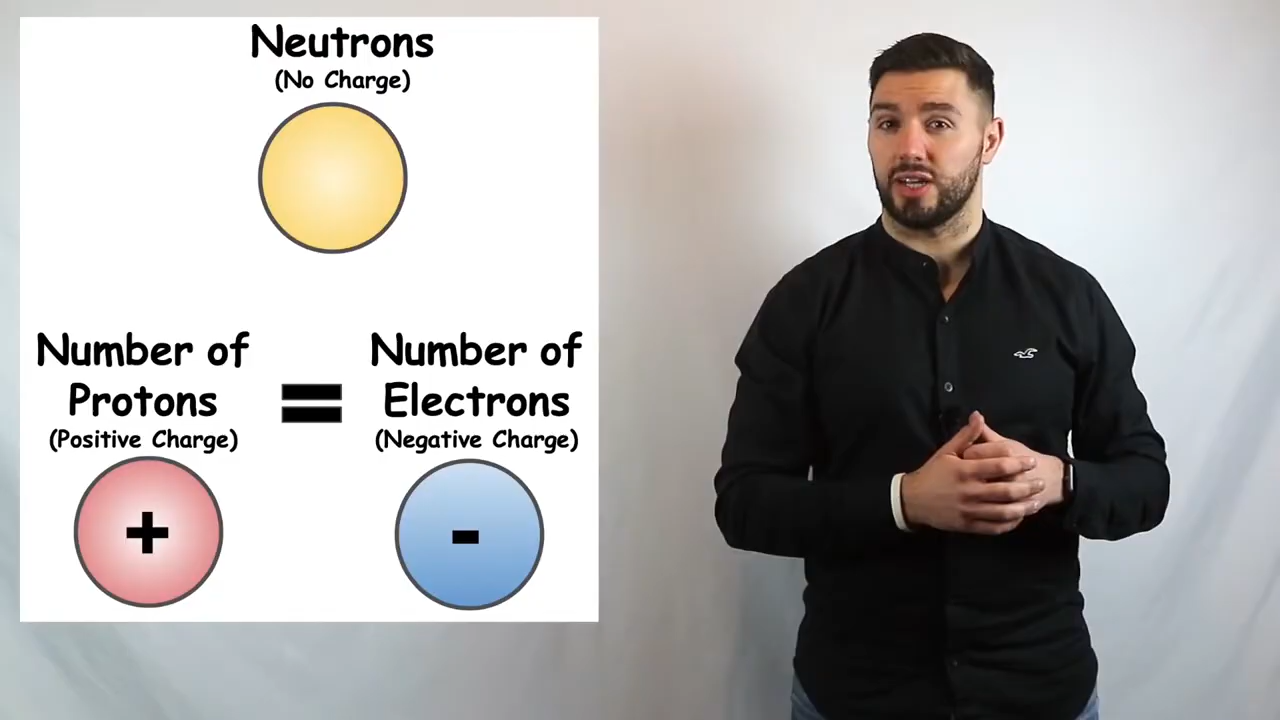 Neutrons
(No Charge)
Number of
Protons
(Positive Charge)
+
=
Number of
Electrons
(Negative Charge)
-